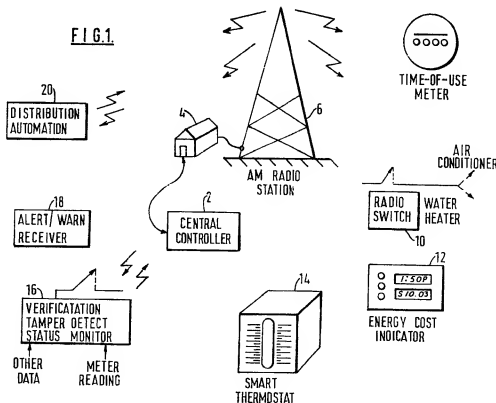 FIG.1.
20
DISTRIBUTION
AUTOMATION
4
6
TIME-OF-USE
METER
AM RADIO
STATION
AIR
CONDITIONER
18
ALERT/WARN
RECEIVER
2
CENTRAL
CONTROLLER
RADIO
SWITCH
WATER
HEATER
10
12
1:50P
$10.03
ENERGY COST
INDICATOR
16
VERIFICATATION
TAMPER DETECT
STATUS MONITOR
OTHER
DATA
METER
READING
14
SMART
THERMOSTAT